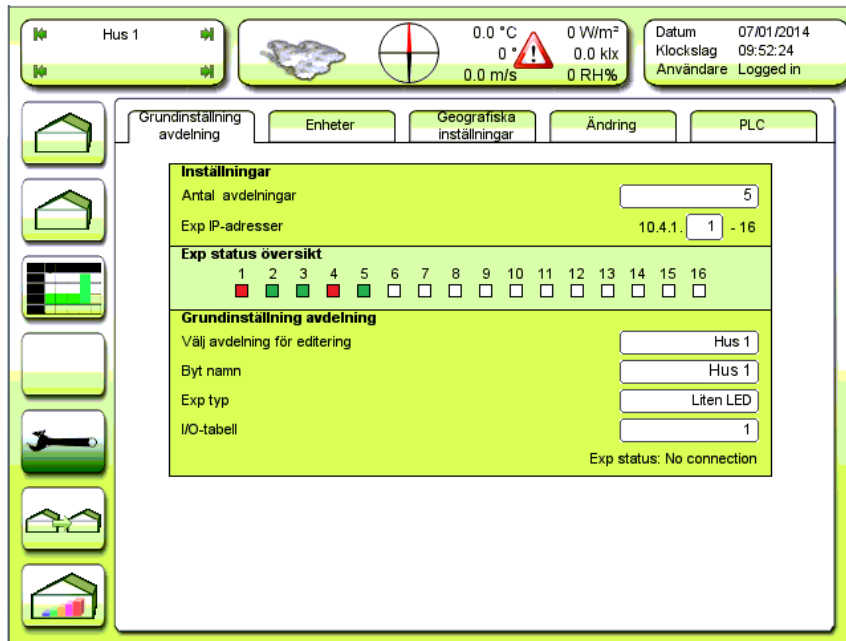 Hus 1
0.0 °C
0 °
0.0 m/s
0 W/m²
0.0 klx
0 RH%
Datum 07/01/2014
Klockslag 09:52:24
Användare Logged in
Grundinställning
avdelning
Enheter
Geografiska
inställningar
Ändring
PLC
Inställningar
Antal avdelningar 5
Exp IP-adresser 10.4.1. 1 - 16
Exp status översikt
1 2 3 4 5 6 7 8 9 10 11 12 13 14 15 16
Grundinställning avdelning
Välj avdelning för editering Hus 1
Byt namn Hus 1
Exp typ Liten LED
I/O-tabell 1
Exp status: No connection